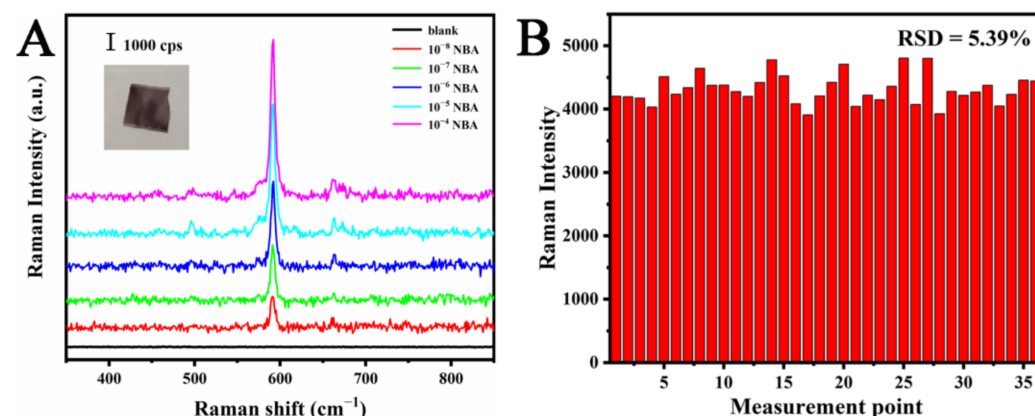 A
1000 cps
blank
10⁻⁸ NBA
10⁻⁷ NBA
10⁻⁶ NBA
10⁻⁵ NBA
10⁻⁴ NBA
Raman Intensity (a.u.)
400 500 600 700 800
Raman shift (cm⁻¹)
B
RSD = 5.39%
Raman Intensity
5000
4000
3000
2000
1000
0
5 10 15 20 25 30 35
Measurement point